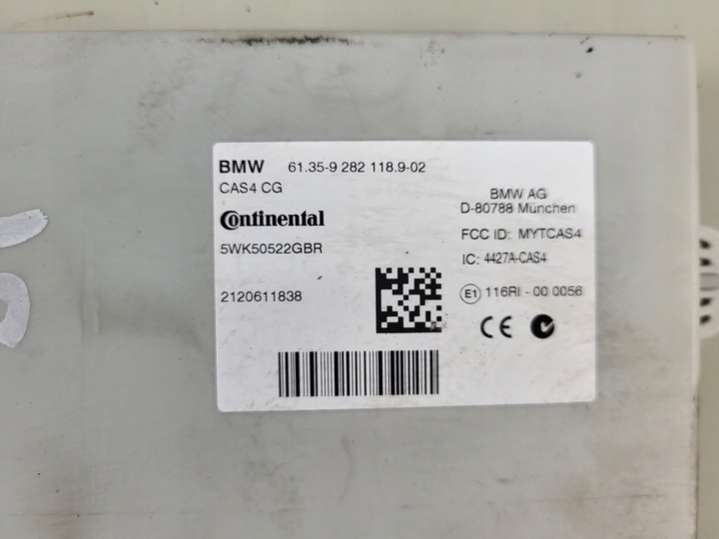 BMW 61.35-9 282 118.9-02
CAS4 CG
Continental
5WK50522GBR
2120611838
BMW AG
D-80788 München
FCC ID: MYTCAS4
IC: 4427A-CAS4
E1 116RI - 00 0056
CE